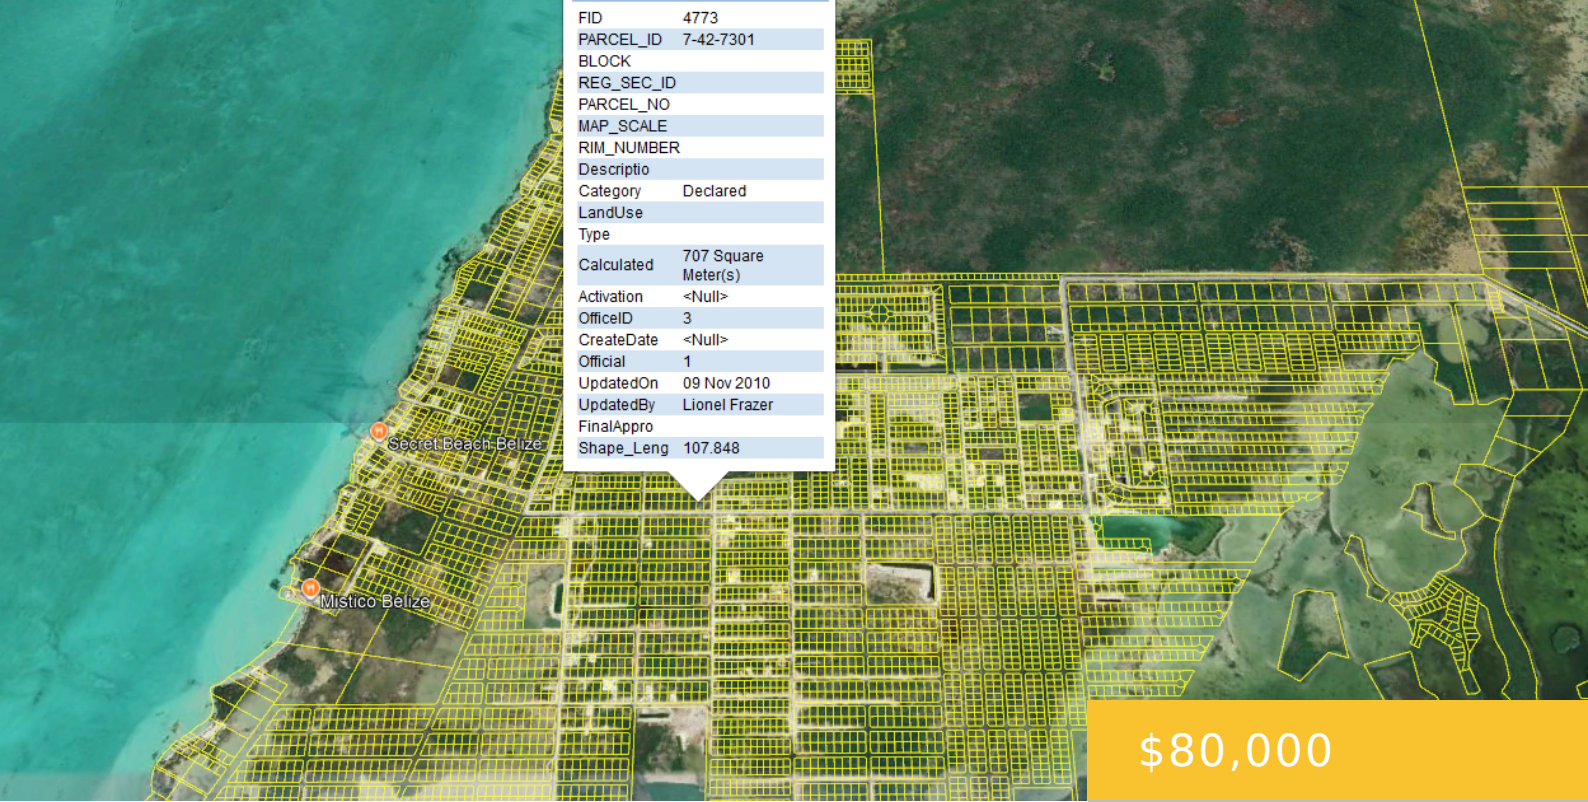 FID 4773
PARCEL_ID 7-42-7301
BLOCK
REG_SEC_ID
PARCEL_NO
MAP_SCALE
RIM_NUMBER
Descriptio
Category Declared
LandUse
Type
Calculated 707 Square
Meter(s)
Activation <Null>
OfficeID 3
CreateDate <Null>
Official 1
UpdatedOn 09 Nov 2010
UpdatedBy Lionel Frazer
FinalAppro
Shape_Leng 107.848
Secret Beach Belize
Mistico Belize
$80,000